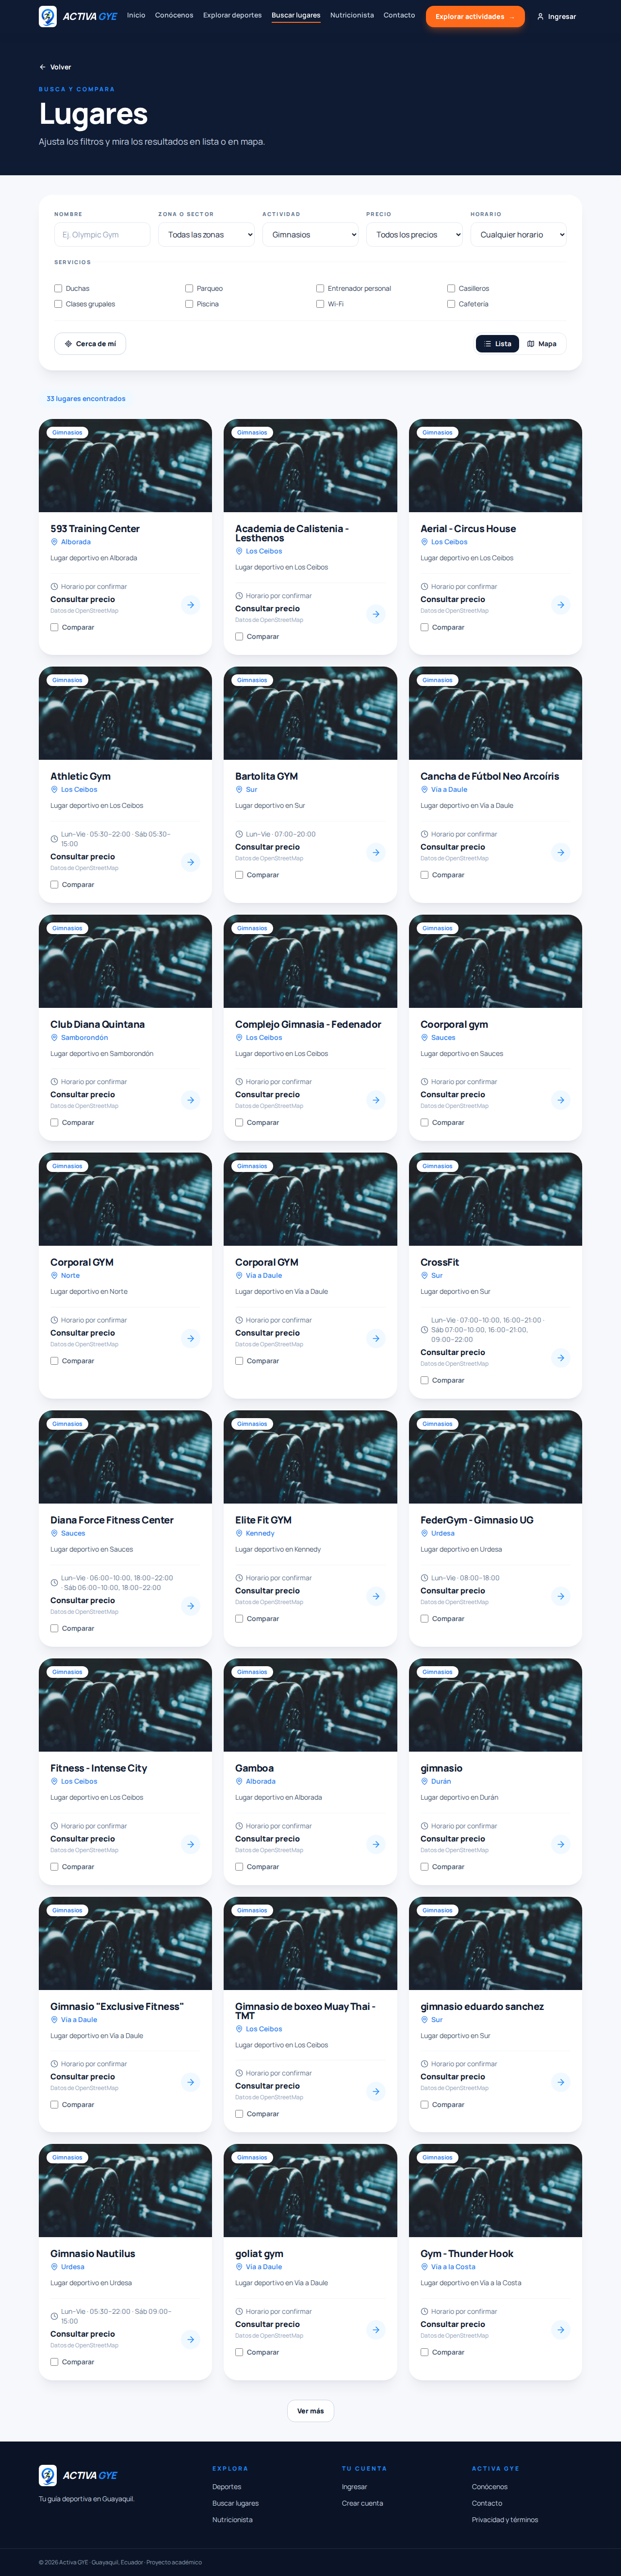 ACTIVA GYE
Inicio
Conócenos
Explorar deportes
Buscar lugares
Nutricionista
Contacto
Explorar actividades →
Ingresar
← Volver
BUSCA Y COMPARA
Lugares
Ajusta los filtros y mira los resultados en lista o en mapa.
NOMBRE
ZONA O SECTOR
ACTIVIDAD
PRECIO
HORARIO
Ej. Olympic Gym
Todas las zonas
Gimnasios
Todos los precios
Cualquier horario
SERVICIOS
Duchas
Parqueo
Entrenador personal
Casilleros
Clases grupales
Piscina
Wi-Fi
Cafetería
Cerca de mí
Lista
Mapa
33 lugares encontrados
Gimnasios
593 Training Center
Alborada
Lugar deportivo en Alborada
Horario por confirmar
Consultar precio
Datos de OpenStreetMap
Comparar
Gimnasios
Academia de Calistenia -
Lesthenos
Los Ceibos
Lugar deportivo en Los Ceibos
Horario por confirmar
Consultar precio
Datos de OpenStreetMap
Comparar
Gimnasios
Aerial - Circus House
Los Ceibos
Lugar deportivo en Los Ceibos
Horario por confirmar
Consultar precio
Datos de OpenStreetMap
Comparar
Gimnasios
Athletic Gym
Los Ceibos
Lugar deportivo en Los Ceibos
Lun–Vie · 05:30–22:00 · Sáb 05:30–
15:00
Consultar precio
Datos de OpenStreetMap
Comparar
Gimnasios
Bartolita GYM
Sur
Lugar deportivo en Sur
Lun–Vie · 07:00–20:00
Consultar precio
Datos de OpenStreetMap
Comparar
Gimnasios
Cancha de Fútbol Neo Arcoíris
Vía a Daule
Lugar deportivo en Vía a Daule
Horario por confirmar
Consultar precio
Datos de OpenStreetMap
Comparar
Gimnasios
Club Diana Quintana
Samborondón
Lugar deportivo en Samborondón
Horario por confirmar
Consultar precio
Datos de OpenStreetMap
Comparar
Gimnasios
Complejo Gimnasia - Fedenador
Los Ceibos
Lugar deportivo en Los Ceibos
Horario por confirmar
Consultar precio
Datos de OpenStreetMap
Comparar
Gimnasios
Coorporal gym
Sauces
Lugar deportivo en Sauces
Horario por confirmar
Consultar precio
Datos de OpenStreetMap
Comparar
Gimnasios
Corporal GYM
Norte
Lugar deportivo en Norte
Horario por confirmar
Consultar precio
Datos de OpenStreetMap
Comparar
Gimnasios
Corporal GYM
Vía a Daule
Lugar deportivo en Vía a Daule
Horario por confirmar
Consultar precio
Datos de OpenStreetMap
Comparar
Gimnasios
CrossFit
Sur
Lugar deportivo en Sur
Lun–Vie · 07:00–10:00, 16:00–21:00 ·
Sáb 07:00–10:00, 16:00–21:00,
09:00–22:00
Consultar precio
Datos de OpenStreetMap
Comparar
Gimnasios
Diana Force Fitness Center
Sauces
Lugar deportivo en Sauces
Lun–Vie · 06:00–10:00, 18:00–22:00
· Sáb 06:00–10:00, 18:00–22:00
Consultar precio
Datos de OpenStreetMap
Comparar
Gimnasios
Elite Fit GYM
Kennedy
Lugar deportivo en Kennedy
Horario por confirmar
Consultar precio
Datos de OpenStreetMap
Comparar
Gimnasios
FederGym - Gimnasio UG
Urdesa
Lugar deportivo en Urdesa
Lun–Vie · 08:00–18:00
Consultar precio
Datos de OpenStreetMap
Comparar
Gimnasios
Fitness - Intense City
Los Ceibos
Lugar deportivo en Los Ceibos
Horario por confirmar
Consultar precio
Datos de OpenStreetMap
Comparar
Gimnasios
Gamboa
Alborada
Lugar deportivo en Alborada
Horario por confirmar
Consultar precio
Datos de OpenStreetMap
Comparar
Gimnasios
gimnasio
Durán
Lugar deportivo en Durán
Horario por confirmar
Consultar precio
Datos de OpenStreetMap
Comparar
Gimnasios
Gimnasio "Exclusive Fitness"
Vía a Daule
Lugar deportivo en Vía a Daule
Horario por confirmar
Consultar precio
Datos de OpenStreetMap
Comparar
Gimnasios
Gimnasio de boxeo Muay Thai -
TMT
Los Ceibos
Lugar deportivo en Los Ceibos
Horario por confirmar
Consultar precio
Datos de OpenStreetMap
Comparar
Gimnasios
gimnasio eduardo sanchez
Sur
Lugar deportivo en Sur
Horario por confirmar
Consultar precio
Datos de OpenStreetMap
Comparar
Gimnasios
Gimnasio Nautilus
Urdesa
Lugar deportivo en Urdesa
Lun–Vie · 05:30–22:00 · Sáb 09:00–
15:00
Consultar precio
Datos de OpenStreetMap
Comparar
Gimnasios
goliat gym
Vía a Daule
Lugar deportivo en Vía a Daule
Horario por confirmar
Consultar precio
Datos de OpenStreetMap
Comparar
Gimnasios
Gym - Thunder Hook
Vía a la Costa
Lugar deportivo en Vía a la Costa
Horario por confirmar
Consultar precio
Datos de OpenStreetMap
Comparar
Ver más
ACTIVA GYE
Tu guía deportiva en Guayaquil.
EXPLORA
Deportes
Buscar lugares
Nutricionista
TU CUENTA
Ingresar
Crear cuenta
ACTIVA GYE
Conócenos
Contacto
Privacidad y términos
© 2026 Activa GYE · Guayaquil, Ecuador · Proyecto académico